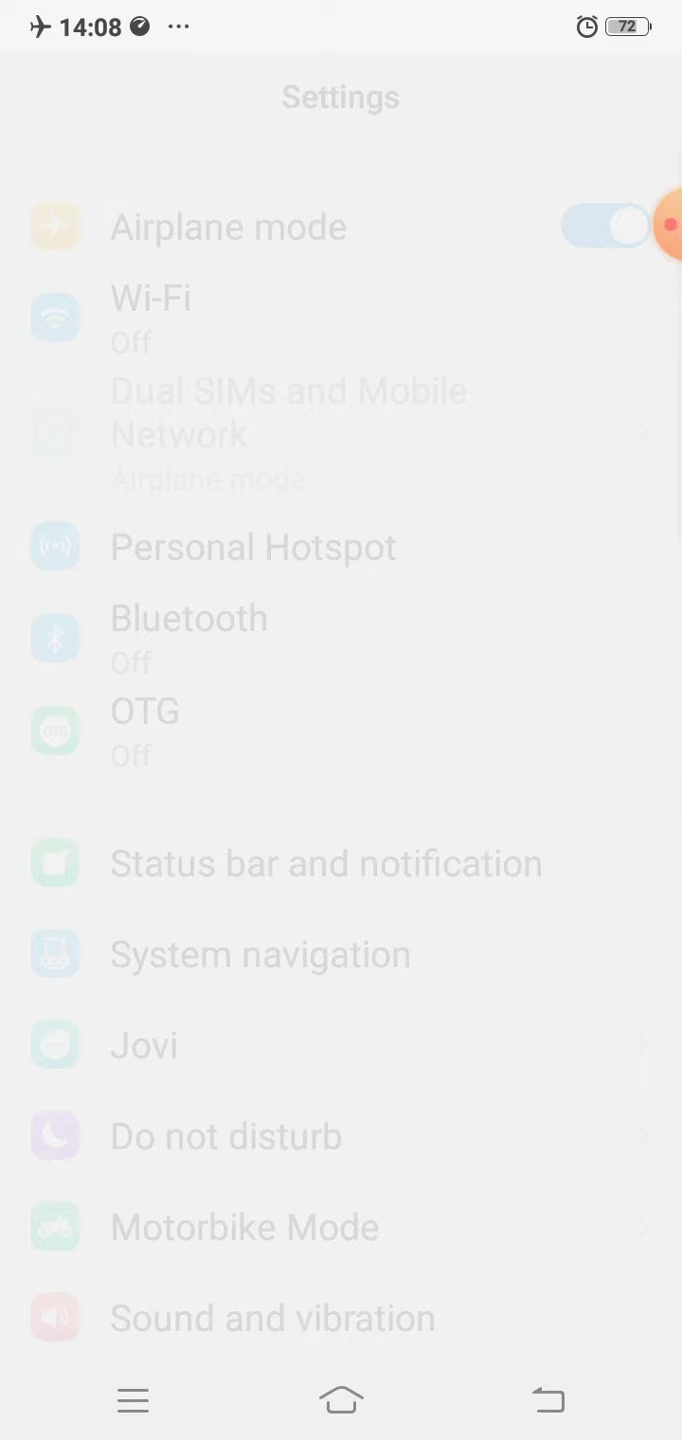 14:08
72
Settings
Airplane mode
Wi-Fi
Off
Dual SIMs and Mobile
Network
Airplane mode
Personal Hotspot
Bluetooth
Off
OTG
OTG
Off
Status bar and notification
System navigation
Jovi
Do not disturb
Motorbike Mode
Sound and vibration